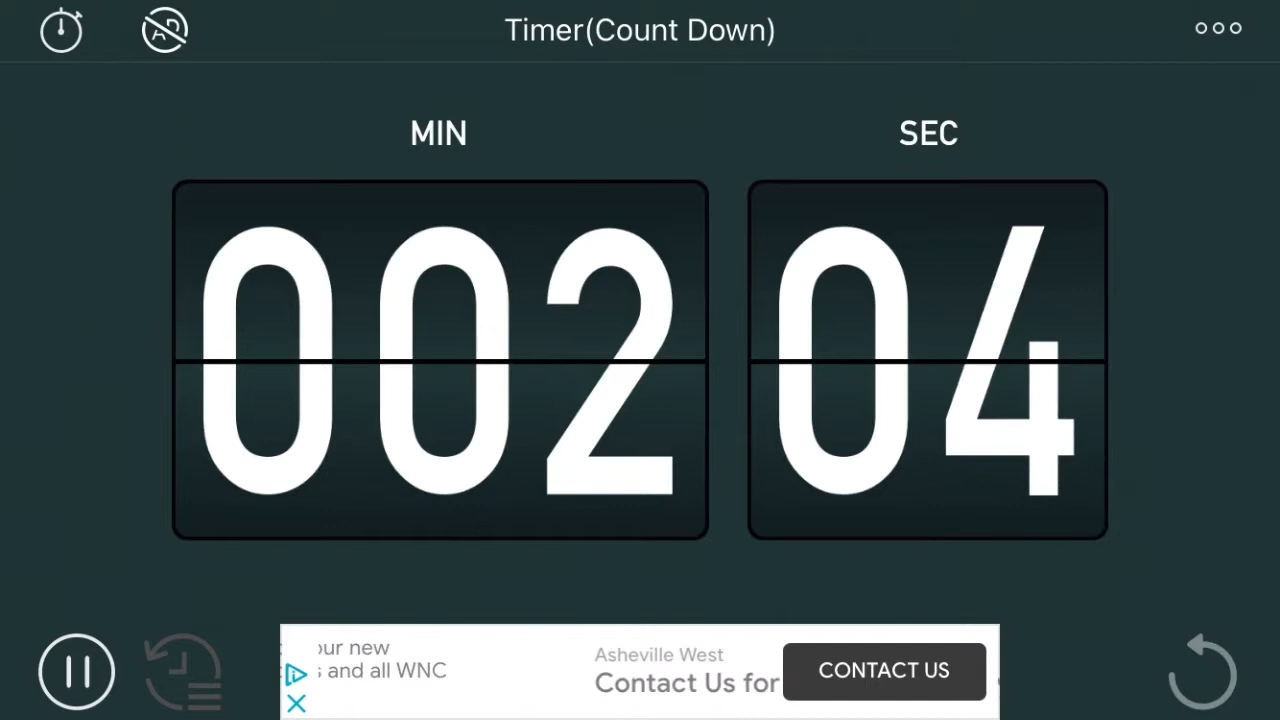 AD
Timer(Count Down)
MIN
SEC
002
04
our new
and all WNC
Asheville West
Contact Us for
CONTACT US